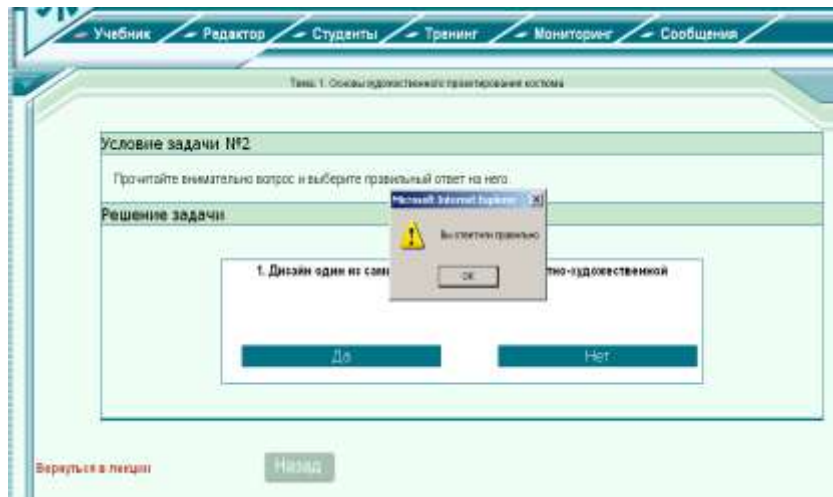 Учебник Редактор Студенты Тренинг Мониторинг Сообщения
Тема: 1. Основы художественного проектирования костюма
Условие задачи №2
Прочитайте внимательно вопрос и выберите правильный ответ на него.
Microsoft Internet Explorer
Решение задачи
Вы ответили правильно
OK
1. Дизайн один из сам тно-художественной
Да Нет
Вернуться в лекцию
Назад